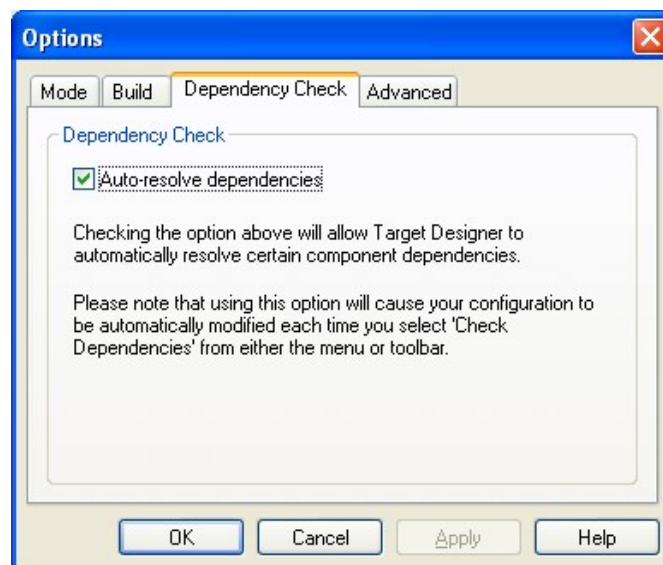 Options
Mode Build Dependency Check Advanced
Dependency Check
Auto-resolve dependencies
Checking the option above will allow Target Designer to
automatically resolve certain component dependencies.
Please note that using this option will cause your configuration to
be automatically modified each time you select 'Check
Dependencies' from either the menu or toolbar.
OK Cancel Apply Help